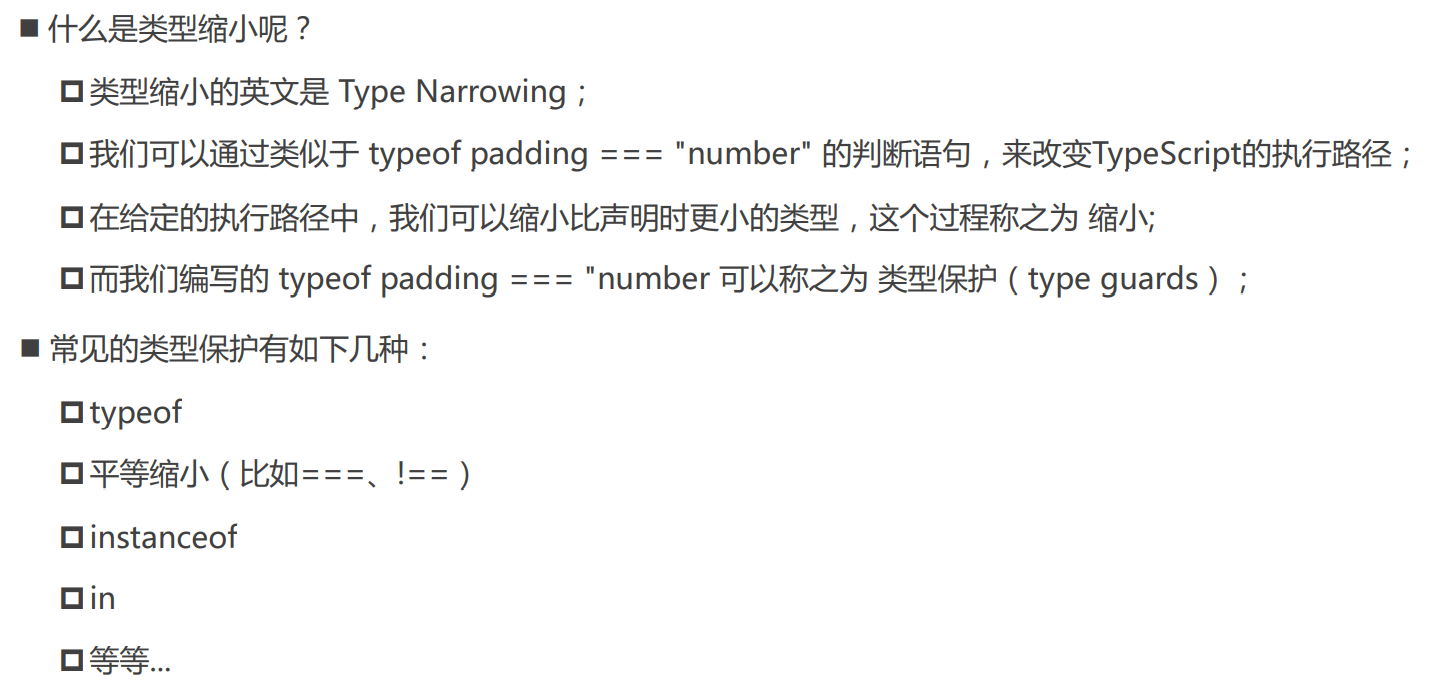 ■ 什么是类型缩小呢？
类型缩小的英文是 Type Narrowing；
我们可以通过类似于 typeof padding === "number" 的判断语句，来改变TypeScript的执行路径；
在给定的执行路径中，我们可以缩小比声明时更小的类型，这个过程称之为 缩小;
而我们编写的 typeof padding === "number 可以称之为 类型保护（type guards）；
■ 常见的类型保护有如下几种：
typeof
平等缩小（比如===、!==）
instanceof
in
等等...